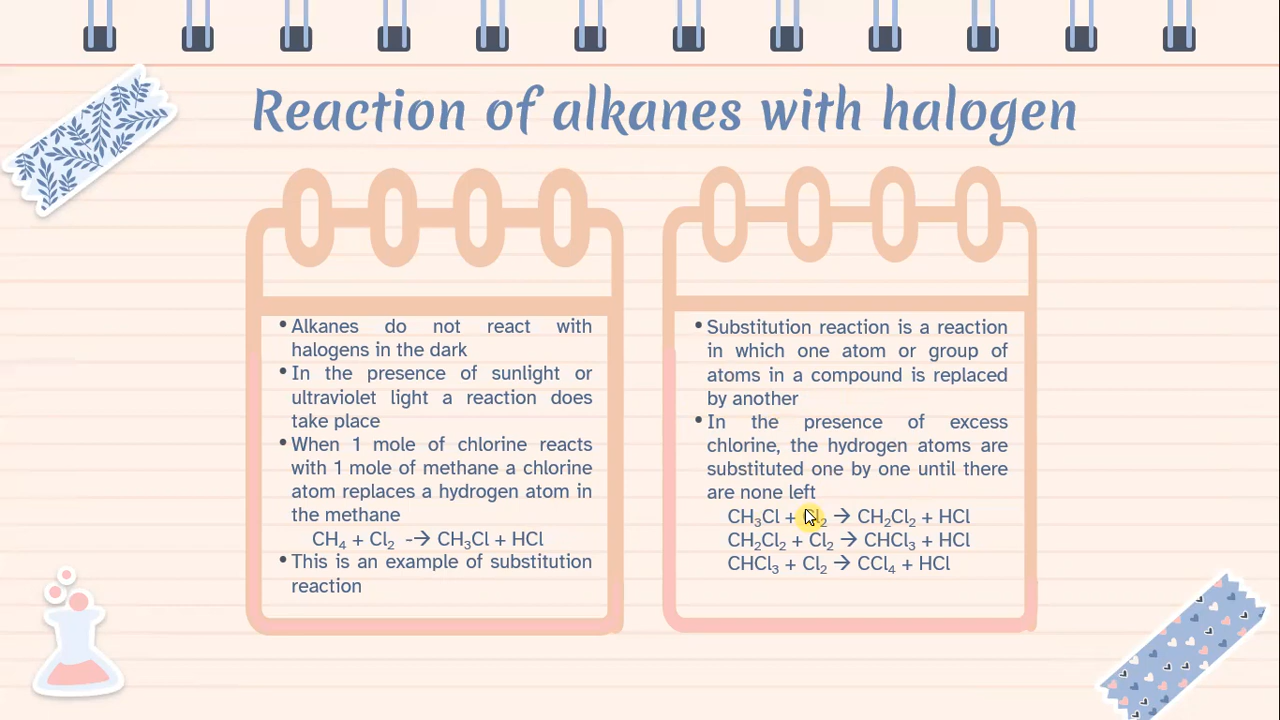 Reaction of alkanes with halogen
•Alkanes do not react with
halogens in the dark
•In the presence of sunlight or
ultraviolet light a reaction does
take place
•When 1 mole of chlorine reacts
with 1 mole of methane a chlorine
atom replaces a hydrogen atom in
the methane
CH₄ + Cl₂ -→ CH₃Cl + HCl
•This is an example of substitution
reaction
•Substitution reaction is a reaction
in which one atom or group of
atoms in a compound is replaced
by another
•In the presence of excess
chlorine, the hydrogen atoms are
substituted one by one until there
are none left
CH₃Cl + Cl₂ → CH₂Cl₂ + HCl
CH₂Cl₂ + Cl₂ → CHCl₃ + HCl
CHCl₃ + Cl₂ → CCl₄ + HCl